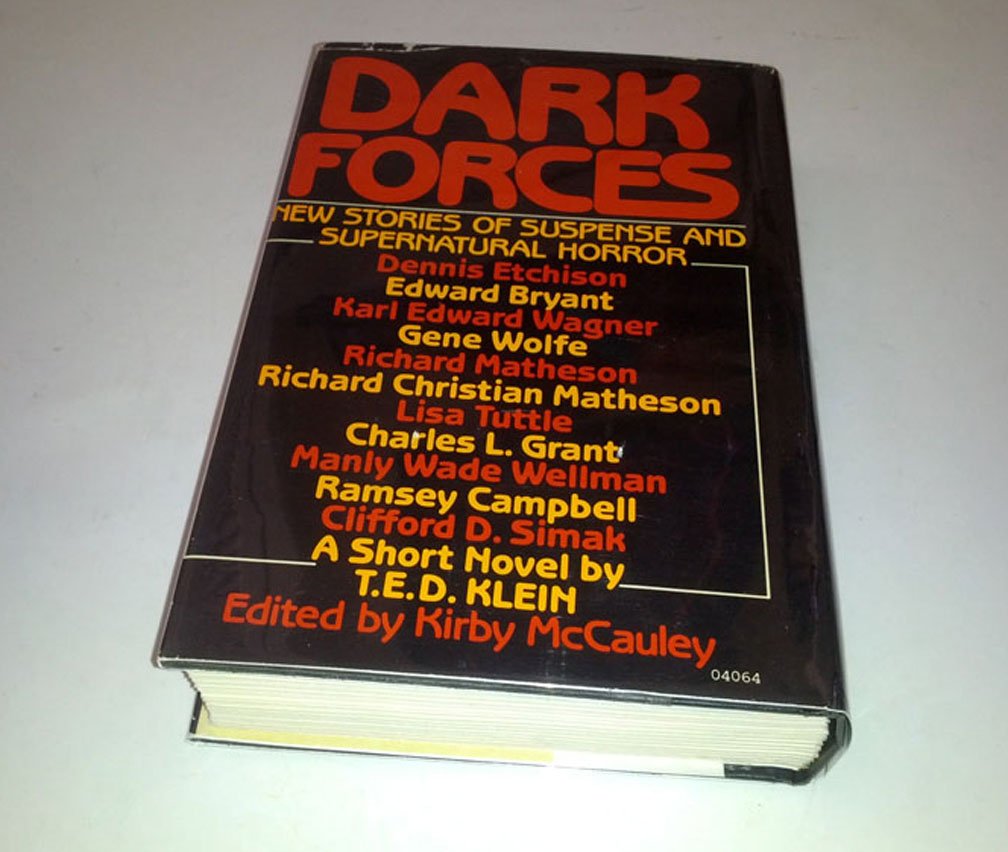 DARK
FORCES
NEW STORIES OF SUSPENSE AND
SUPERNATURAL HORROR
Dennis Etchison
Edward Bryant
Karl Edward Wagner
Gene Wolfe
Richard Matheson
Richard Christian Matheson
Lisa Tuttle
Charles L. Grant
Manly Wade Wellman
Ramsey Campbell
Clifford D. Simak
A Short Novel by
T.E.D. KLEIN
Edited by Kirby McCauley
04064